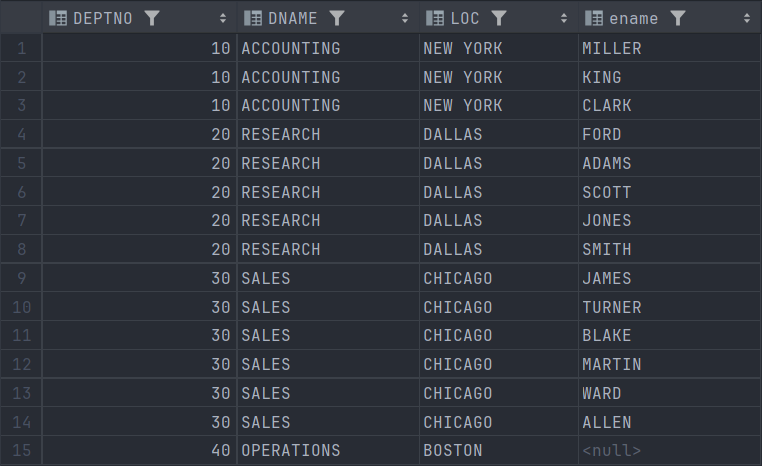 DEPTNO DNAME LOC ename
1 10 ACCOUNTING NEW YORK MILLER
2 10 ACCOUNTING NEW YORK KING
3 10 ACCOUNTING NEW YORK CLARK
4 20 RESEARCH DALLAS FORD
5 20 RESEARCH DALLAS ADAMS
6 20 RESEARCH DALLAS SCOTT
7 20 RESEARCH DALLAS JONES
8 20 RESEARCH DALLAS SMITH
9 30 SALES CHICAGO JAMES
10 30 SALES CHICAGO TURNER
11 30 SALES CHICAGO BLAKE
12 30 SALES CHICAGO MARTIN
13 30 SALES CHICAGO WARD
14 30 SALES CHICAGO ALLEN
15 40 OPERATIONS BOSTON <null>